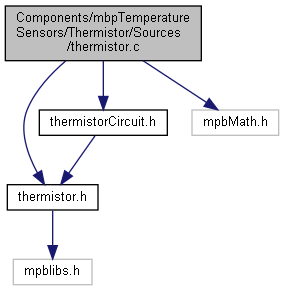 Components/mbpTemperature
Sensors/Thermistor/Sources
/thermistor.c
thermistorCircuit.h
mpbMath.h
thermistor.h
mpblibs.h